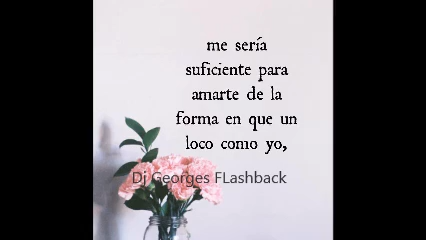 me sería
suficiente para
amarte de la
forma en que un
loco como yo,
Dj Georges FLashback